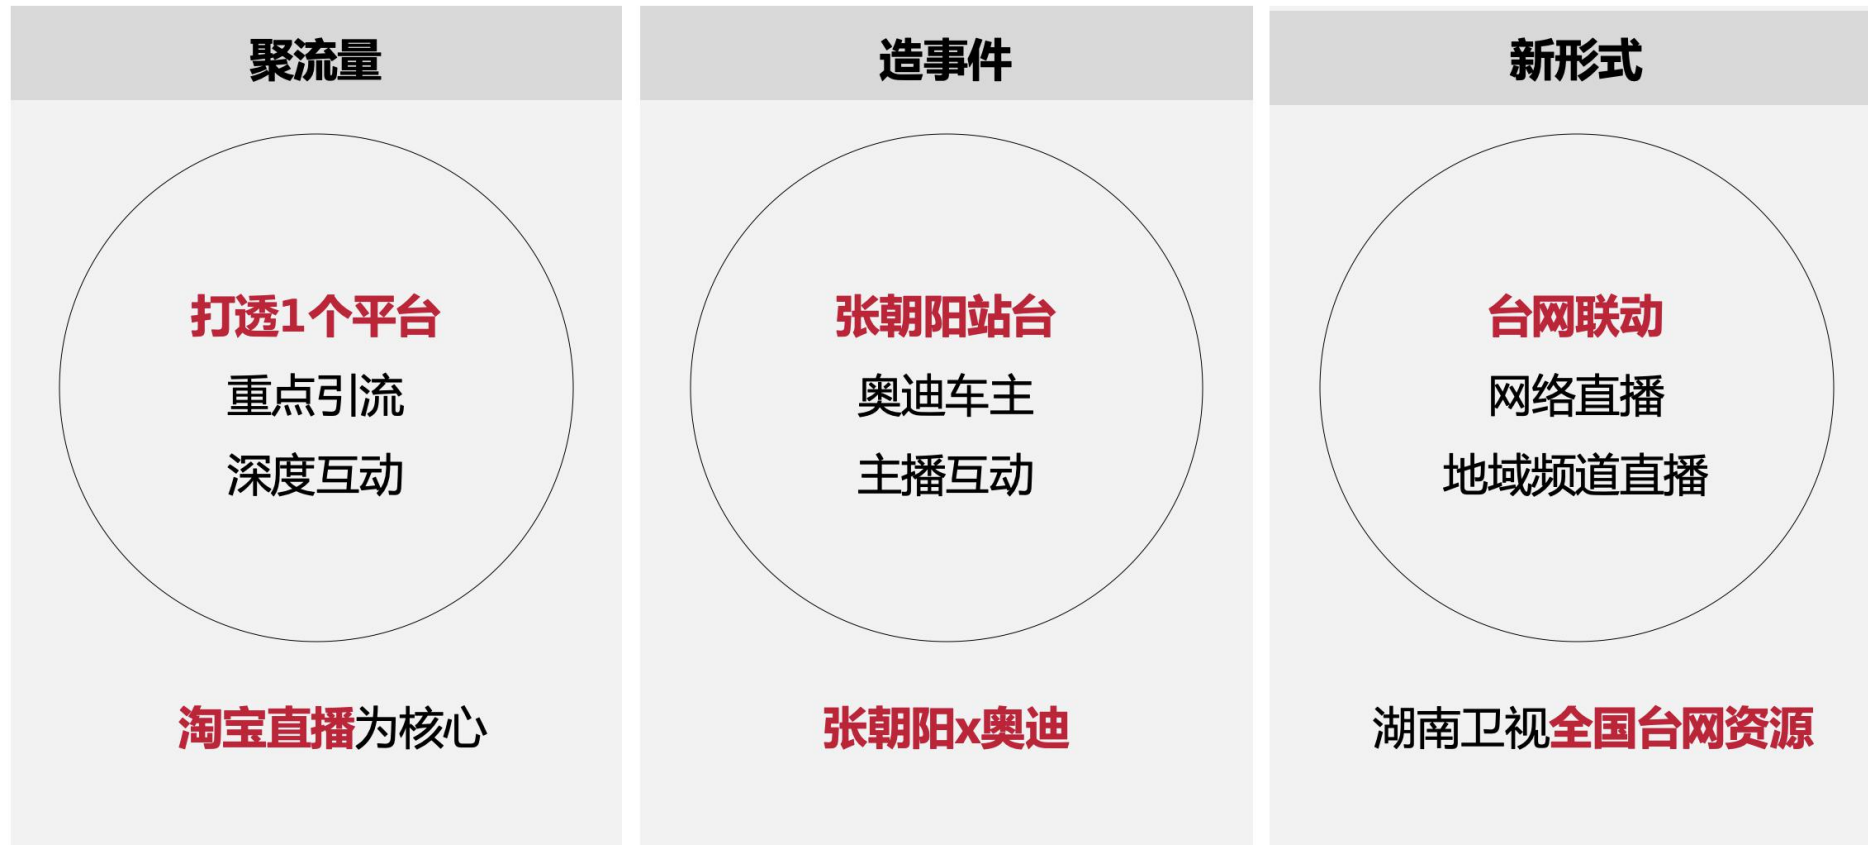 聚流量
打透1个平台
重点引流
深度互动
淘宝直播为核心
造事件
张朝阳站台
奥迪车主
主播互动
张朝阳x奥迪
新形式
台网联动
网络直播
地域频道直播
湖南卫视全国台网资源